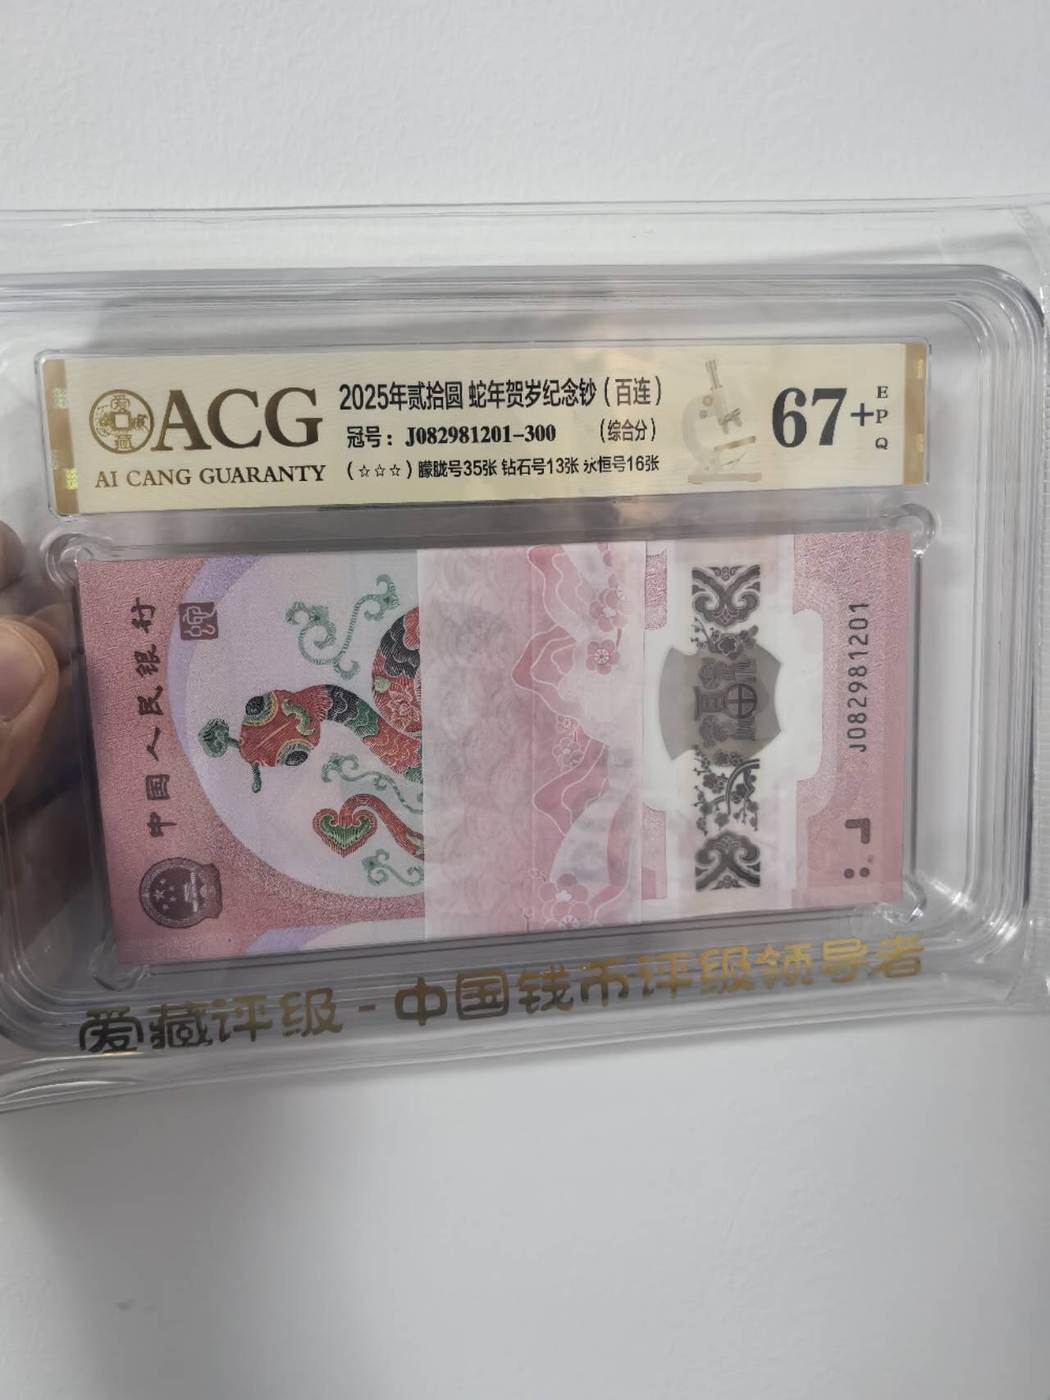 爱藏
ACG
AI CANG GUARANTY
2025年贰拾圆 蛇年贺岁纪念钞（百连）
冠号：J082981201-300 （综合分）
（☆☆☆）朦胧号35张 钻石号13张 永恒号16张
67+
EPQ
中国人民银行
J082981201
爱藏评级-中国钱币评级领导者